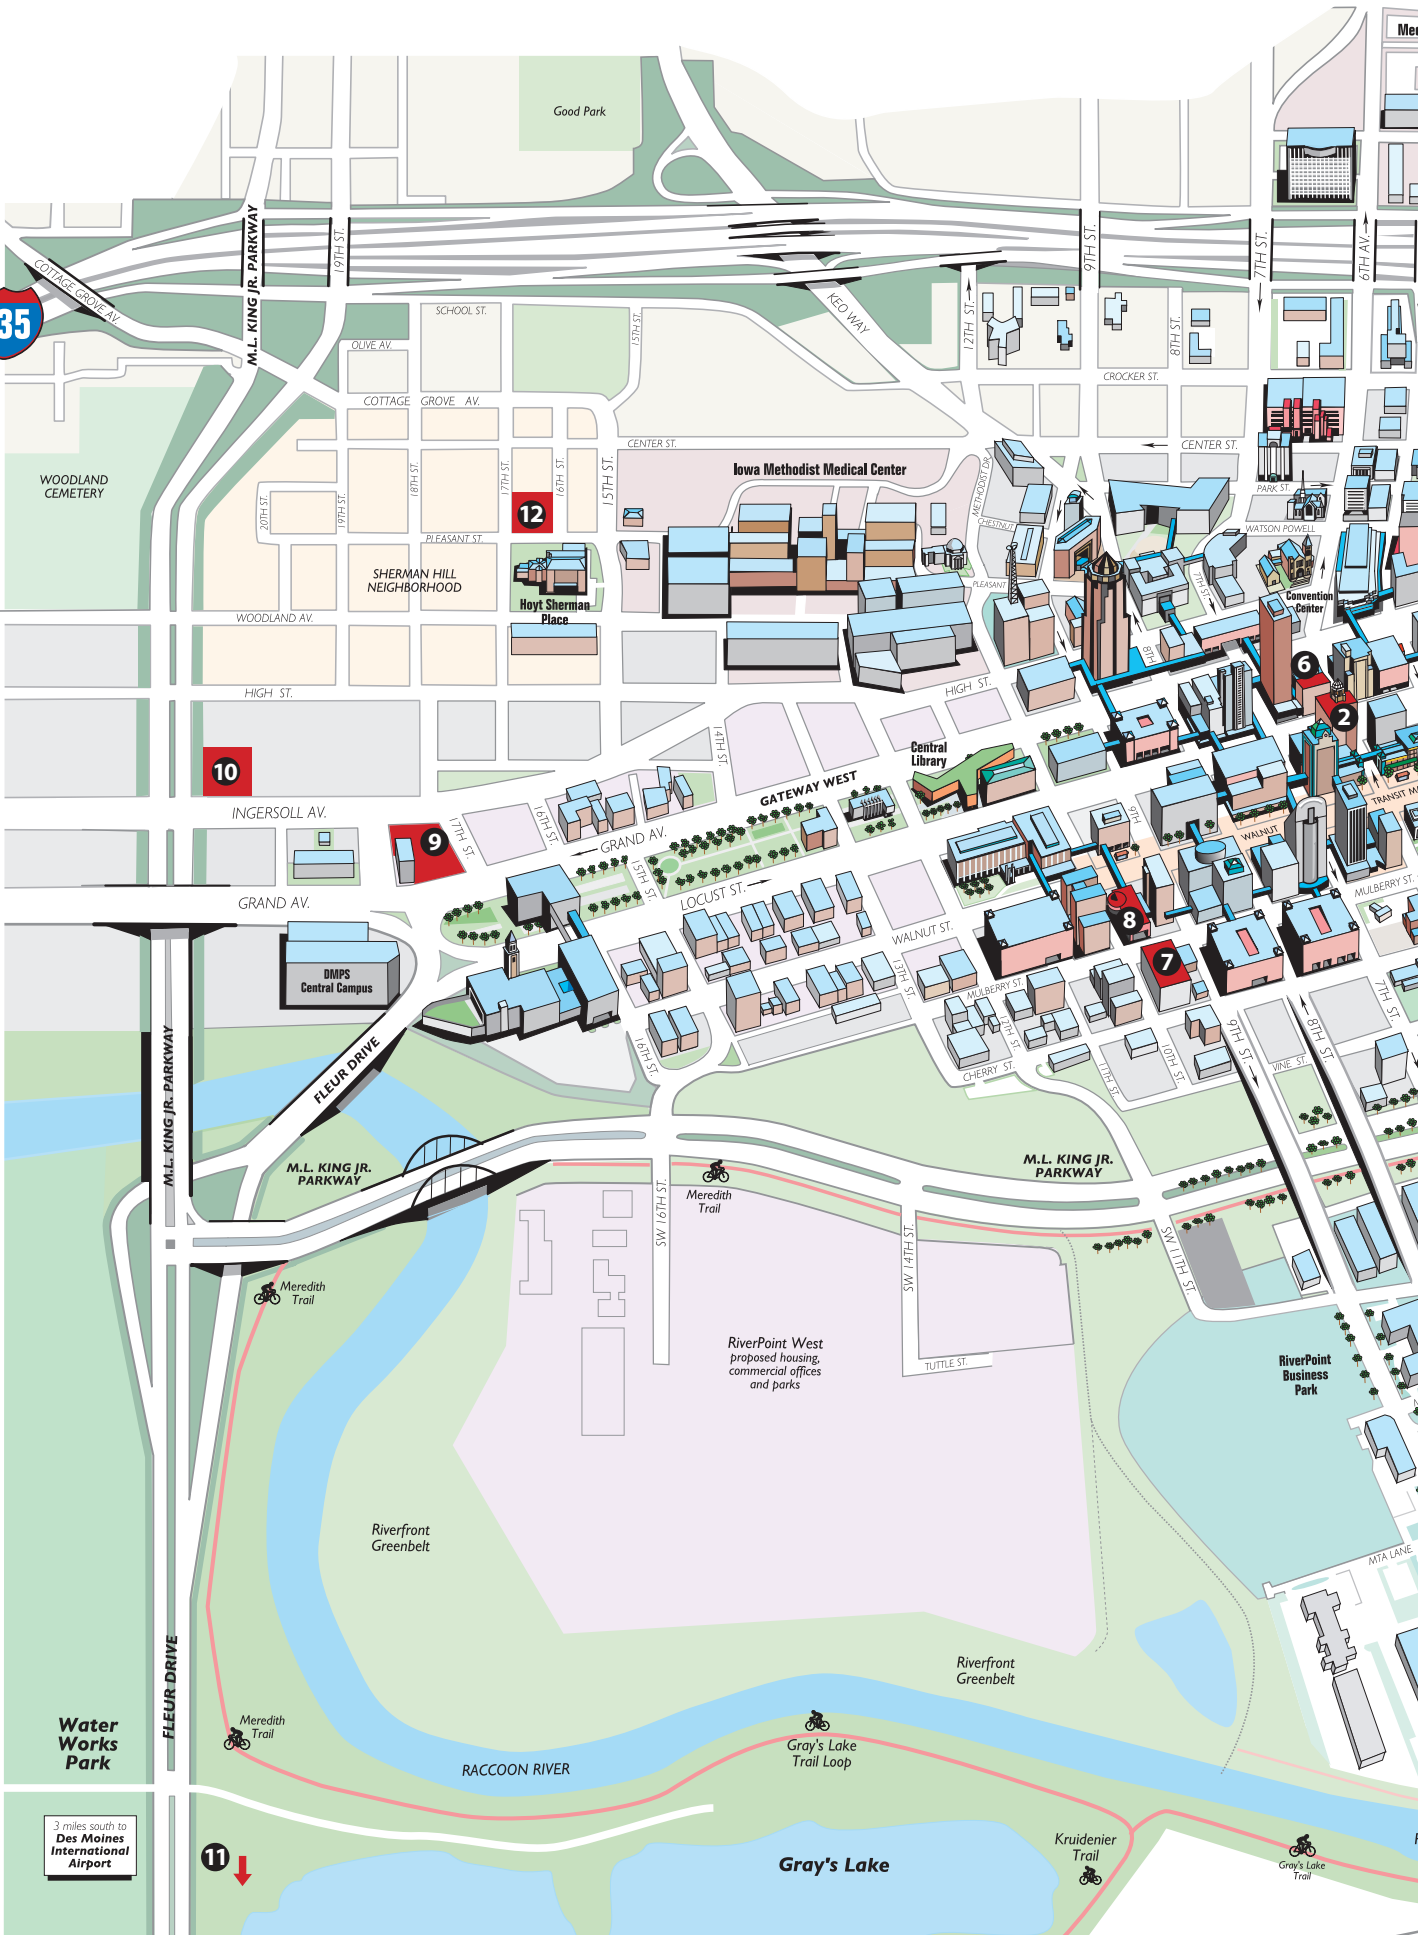 Good Park
M.L. KING JR. PARKWAY
19TH ST.
9TH ST.
7TH ST.
6TH AV.
COTTAGE GROVE AV.
35
KEO WAY
12TH ST.
8TH ST.
SCHOOL ST.
15TH ST.
OLIVE AV.
CROCKER ST.
COTTAGE GROVE AV.
CENTER ST.
CENTER ST.
Iowa Methodist Medical Center
METHODIST DR.
WOODLAND
CEMETERY
20TH ST.
19TH ST.
18TH ST.
17TH ST.
16TH ST.
15TH ST.
12
PARK ST.
CHESTNUT
WATSON POWELL
PLEASANT ST.
SHERMAN HILL
NEIGHBORHOOD
PLEASANT
7TH ST.
Convention
Center
Hoyt Sherman
Place
WOODLAND AV.
8TH
6
HIGH ST.
HIGH ST.
2
14TH ST.
Central
Library
10
GATEWAY WEST
TRANSIT
INGERSOLL AV.
17TH ST.
16TH ST.
GRAND AV.
9TH
WALNUT
9
15TH ST.
LOCUST ST.
MULBERRY ST.
GRAND AV.
8
WALNUT ST.
7
DMPS
Central Campus
13TH ST.
MULBERRY ST.
7TH ST.
12TH ST.
9TH ST.
8TH ST.
FLEUR DRIVE
16TH ST.
CHERRY ST.
11TH ST.
10TH ST.
VINE ST.
M.L. KING JR. PARKWAY
M.L. KING JR.
PARKWAY
M.L. KING JR.
PARKWAY
Meredith
Trail
SW 16TH ST.
SW 14TH ST.
SW 11TH ST.
Meredith
Trail
RiverPoint West
proposed housing,
commercial offices
and parks
TUTTLE ST.
RiverPoint
Business
Park
Riverfront
Greenbelt
MTA LANE
FLEUR DRIVE
Riverfront
Greenbelt
Water
Works
Park
Meredith
Trail
Gray's Lake
Trail Loop
RACCOON RIVER
3 miles south to
Des Moines
International
Airport
11
Gray's Lake
Kruidenier
Trail
Gray's Lake
Trail